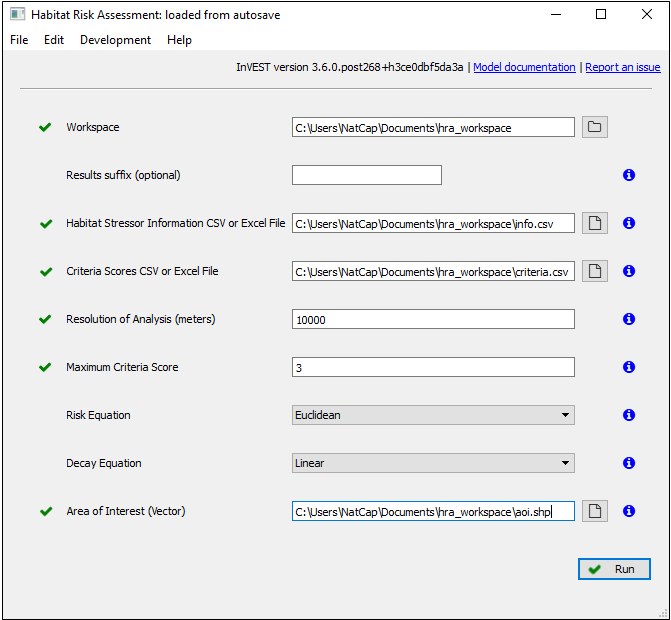 Habitat Risk Assessment: loaded from autosave
File Edit Development Help
InVEST version 3.6.0.post268+h3ce0dbf5da3a | Model documentation | Report an issue
Workspace C:\Users\NatCap\Documents\hra_workspace
Results suffix (optional)
Habitat Stressor Information CSV or Excel File C:\Users\NatCap\Documents\hra_workspace\info.csv
Criteria Scores CSV or Excel File C:\Users\NatCap\Documents\hra_workspace\criteria.csv
Resolution of Analysis (meters) 10000
Maximum Criteria Score 3
Risk Equation Euclidean
Decay Equation Linear
Area of Interest (Vector) C:\Users\NatCap\Documents\hra_workspace\aoi.shp
Run